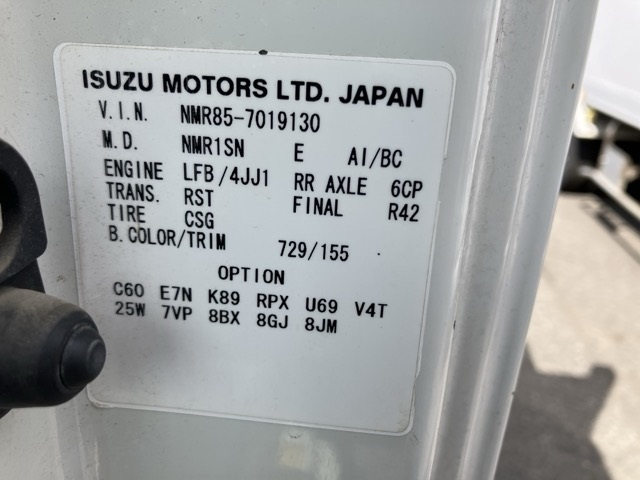 ISUZU MOTORS LTD. JAPAN
V.I.N. NMR85-7019130
M.D. NMR1SN E AI/BC
ENGINE LFB/4JJ1 RR AXLE 6CP
TRANS. RST FINAL R42
TIRE CSG
B.COLOR/TRIM 729/155
OPTION
C60 E7N K89 RPX U69 V4T
25W 7VP 8BX 8GJ 8JM